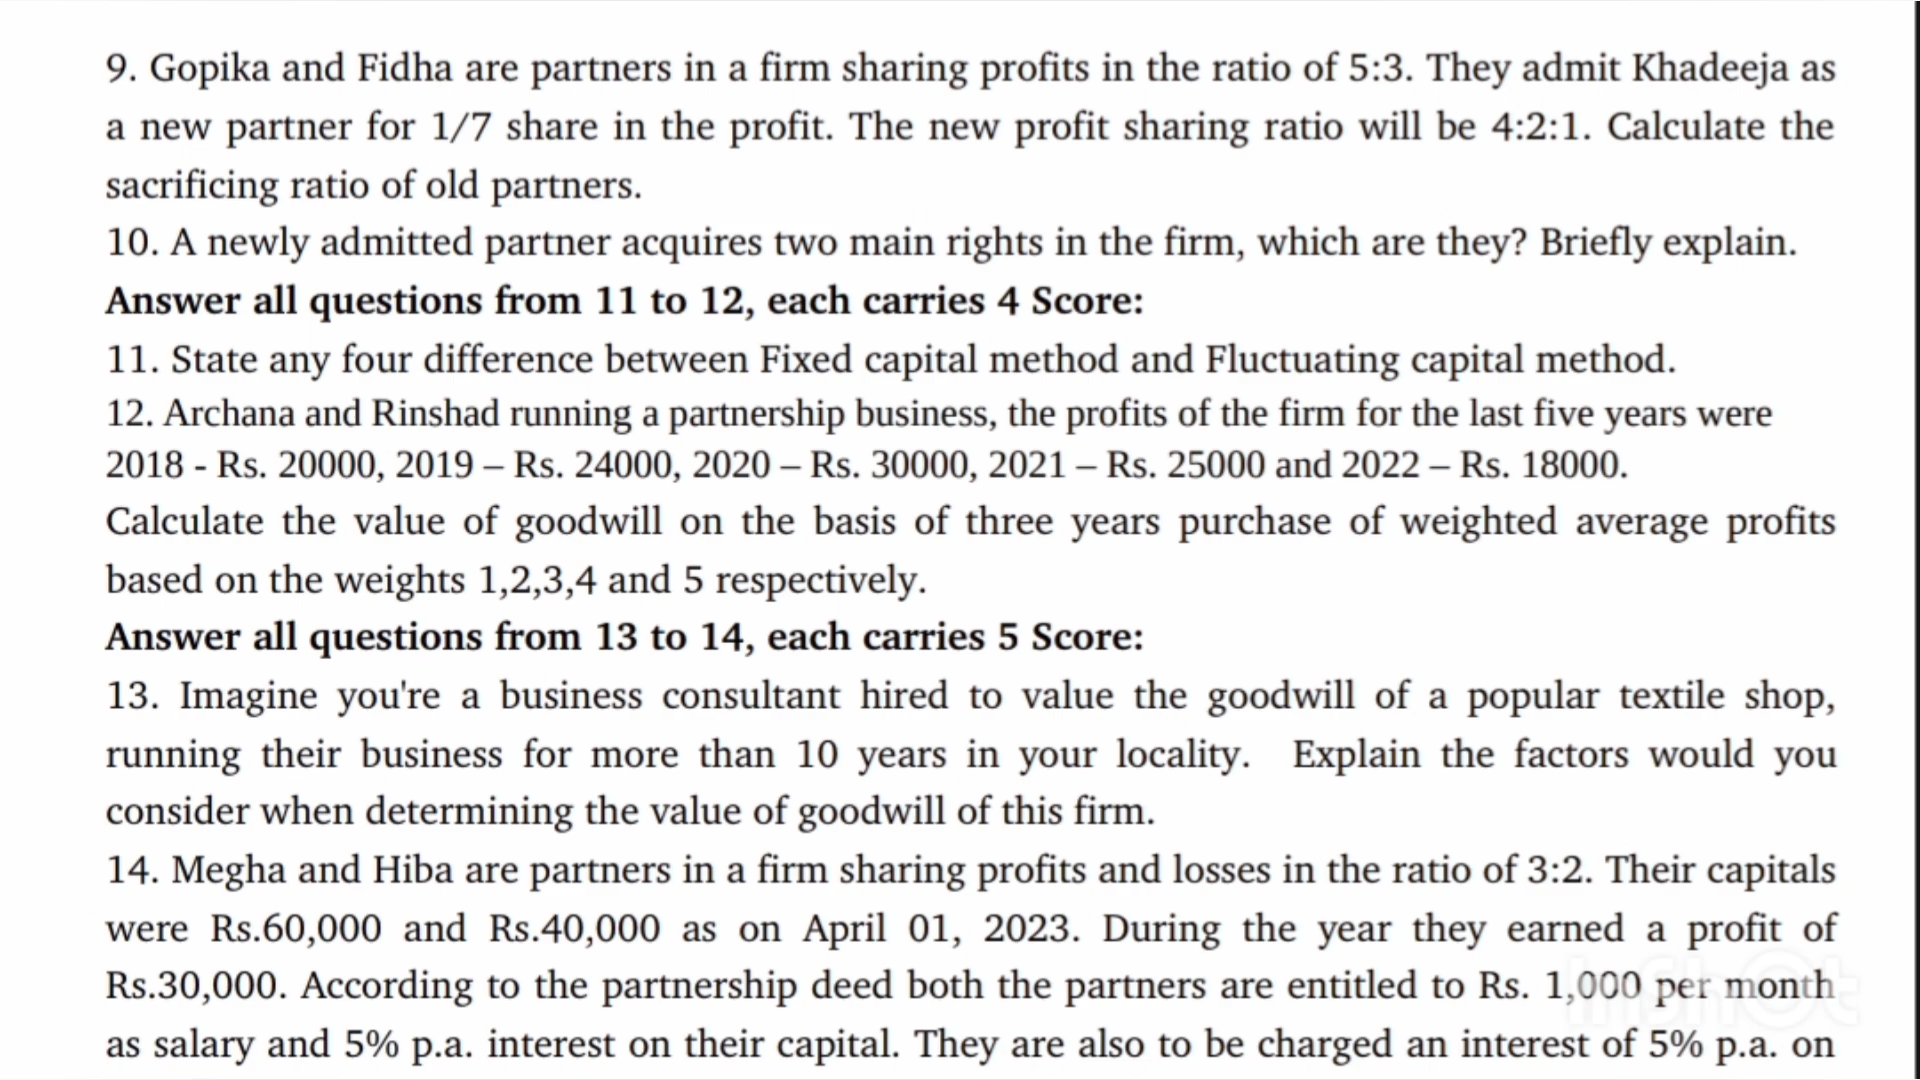 9. Gopika and Fidha are partners in a firm sharing profits in the ratio of 5:3. They admit Khadeeja as
a new partner for 1/7 share in the profit. The new profit sharing ratio will be 4:2:1. Calculate the
sacrificing ratio of old partners.
10. A newly admitted partner acquires two main rights in the firm, which are they? Briefly explain.
Answer all questions from 11 to 12, each carries 4 Score:
11. State any four difference between Fixed capital method and Fluctuating capital method.
12. Archana and Rinshad running a partnership business, the profits of the firm for the last five years were
2018 - Rs. 20000, 2019 – Rs. 24000, 2020 – Rs. 30000, 2021 – Rs. 25000 and 2022 – Rs. 18000.
Calculate the value of goodwill on the basis of three years purchase of weighted average profits
based on the weights 1,2,3,4 and 5 respectively.
Answer all questions from 13 to 14, each carries 5 Score:
13. Imagine you're a business consultant hired to value the goodwill of a popular textile shop,
running their business for more than 10 years in your locality. Explain the factors would you
consider when determining the value of goodwill of this firm.
14. Megha and Hiba are partners in a firm sharing profits and losses in the ratio of 3:2. Their capitals
were Rs.60,000 and Rs.40,000 as on April 01, 2023. During the year they earned a profit of
Rs.30,000. According to the partnership deed both the partners are entitled to Rs. 1,000 per month
as salary and 5% p.a. interest on their capital. They are also to be charged an interest of 5% p.a. on
InShOt